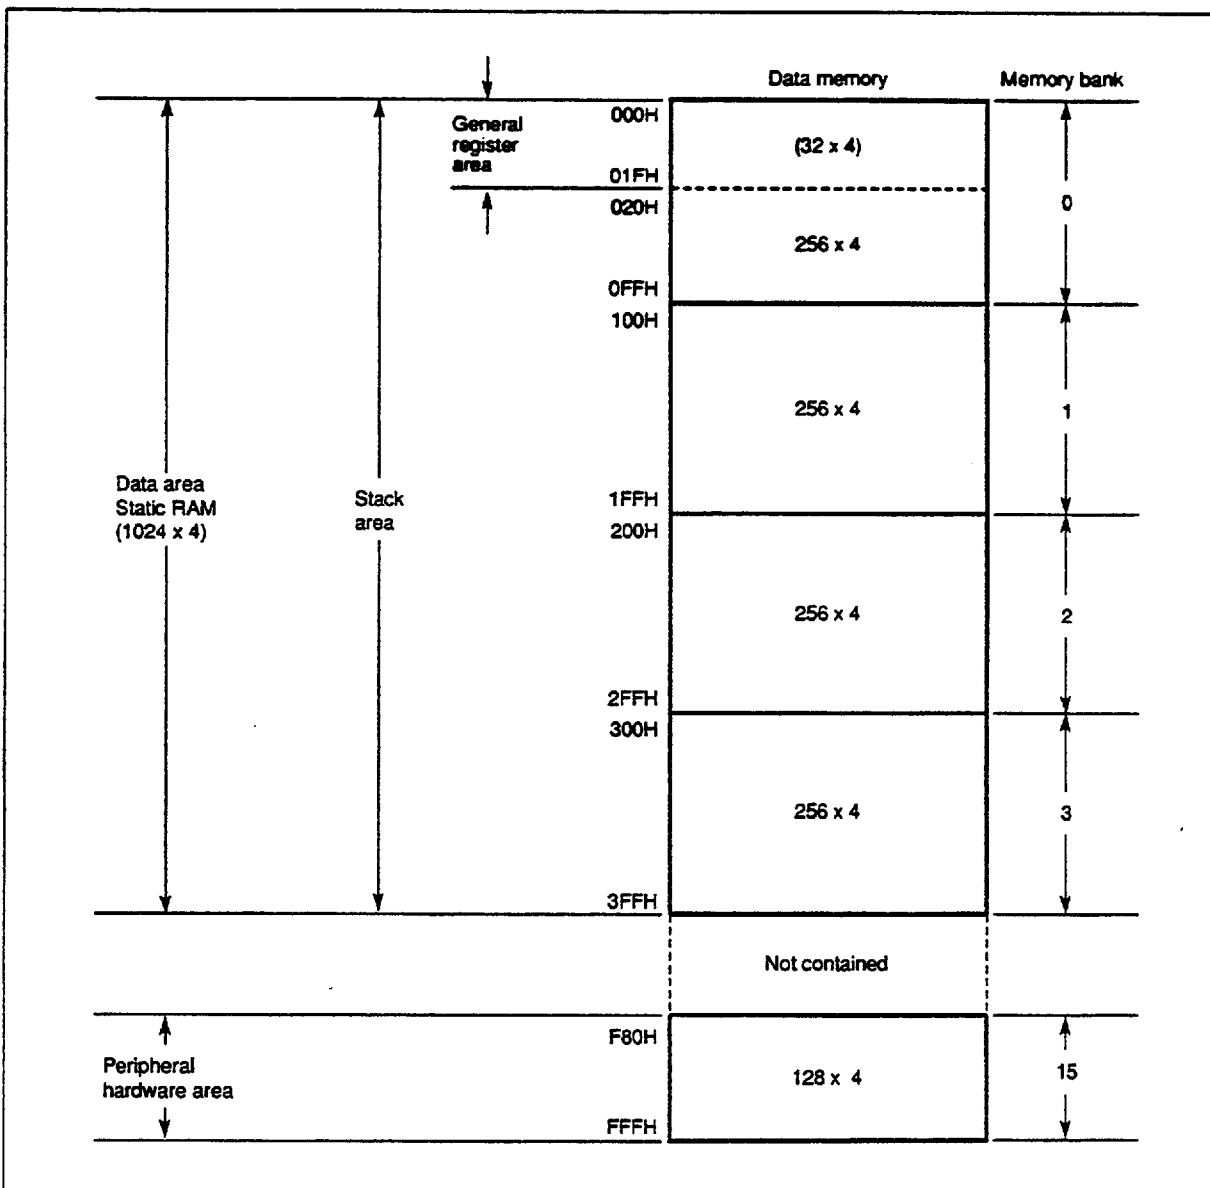 Data memory
Memory bank
General
register
area
000H
(32 x 4)
01FH
020H
0
256 x 4
0FFH
100H
256 x 4
1
Data area
Static RAM
(1024 x 4)
Stack
area
1FFH
200H
256 x 4
2
2FFH
300H
256 x 4
3
3FFH
Not contained
Peripheral
hardware area
F80H
128 x 4
15
FFFH